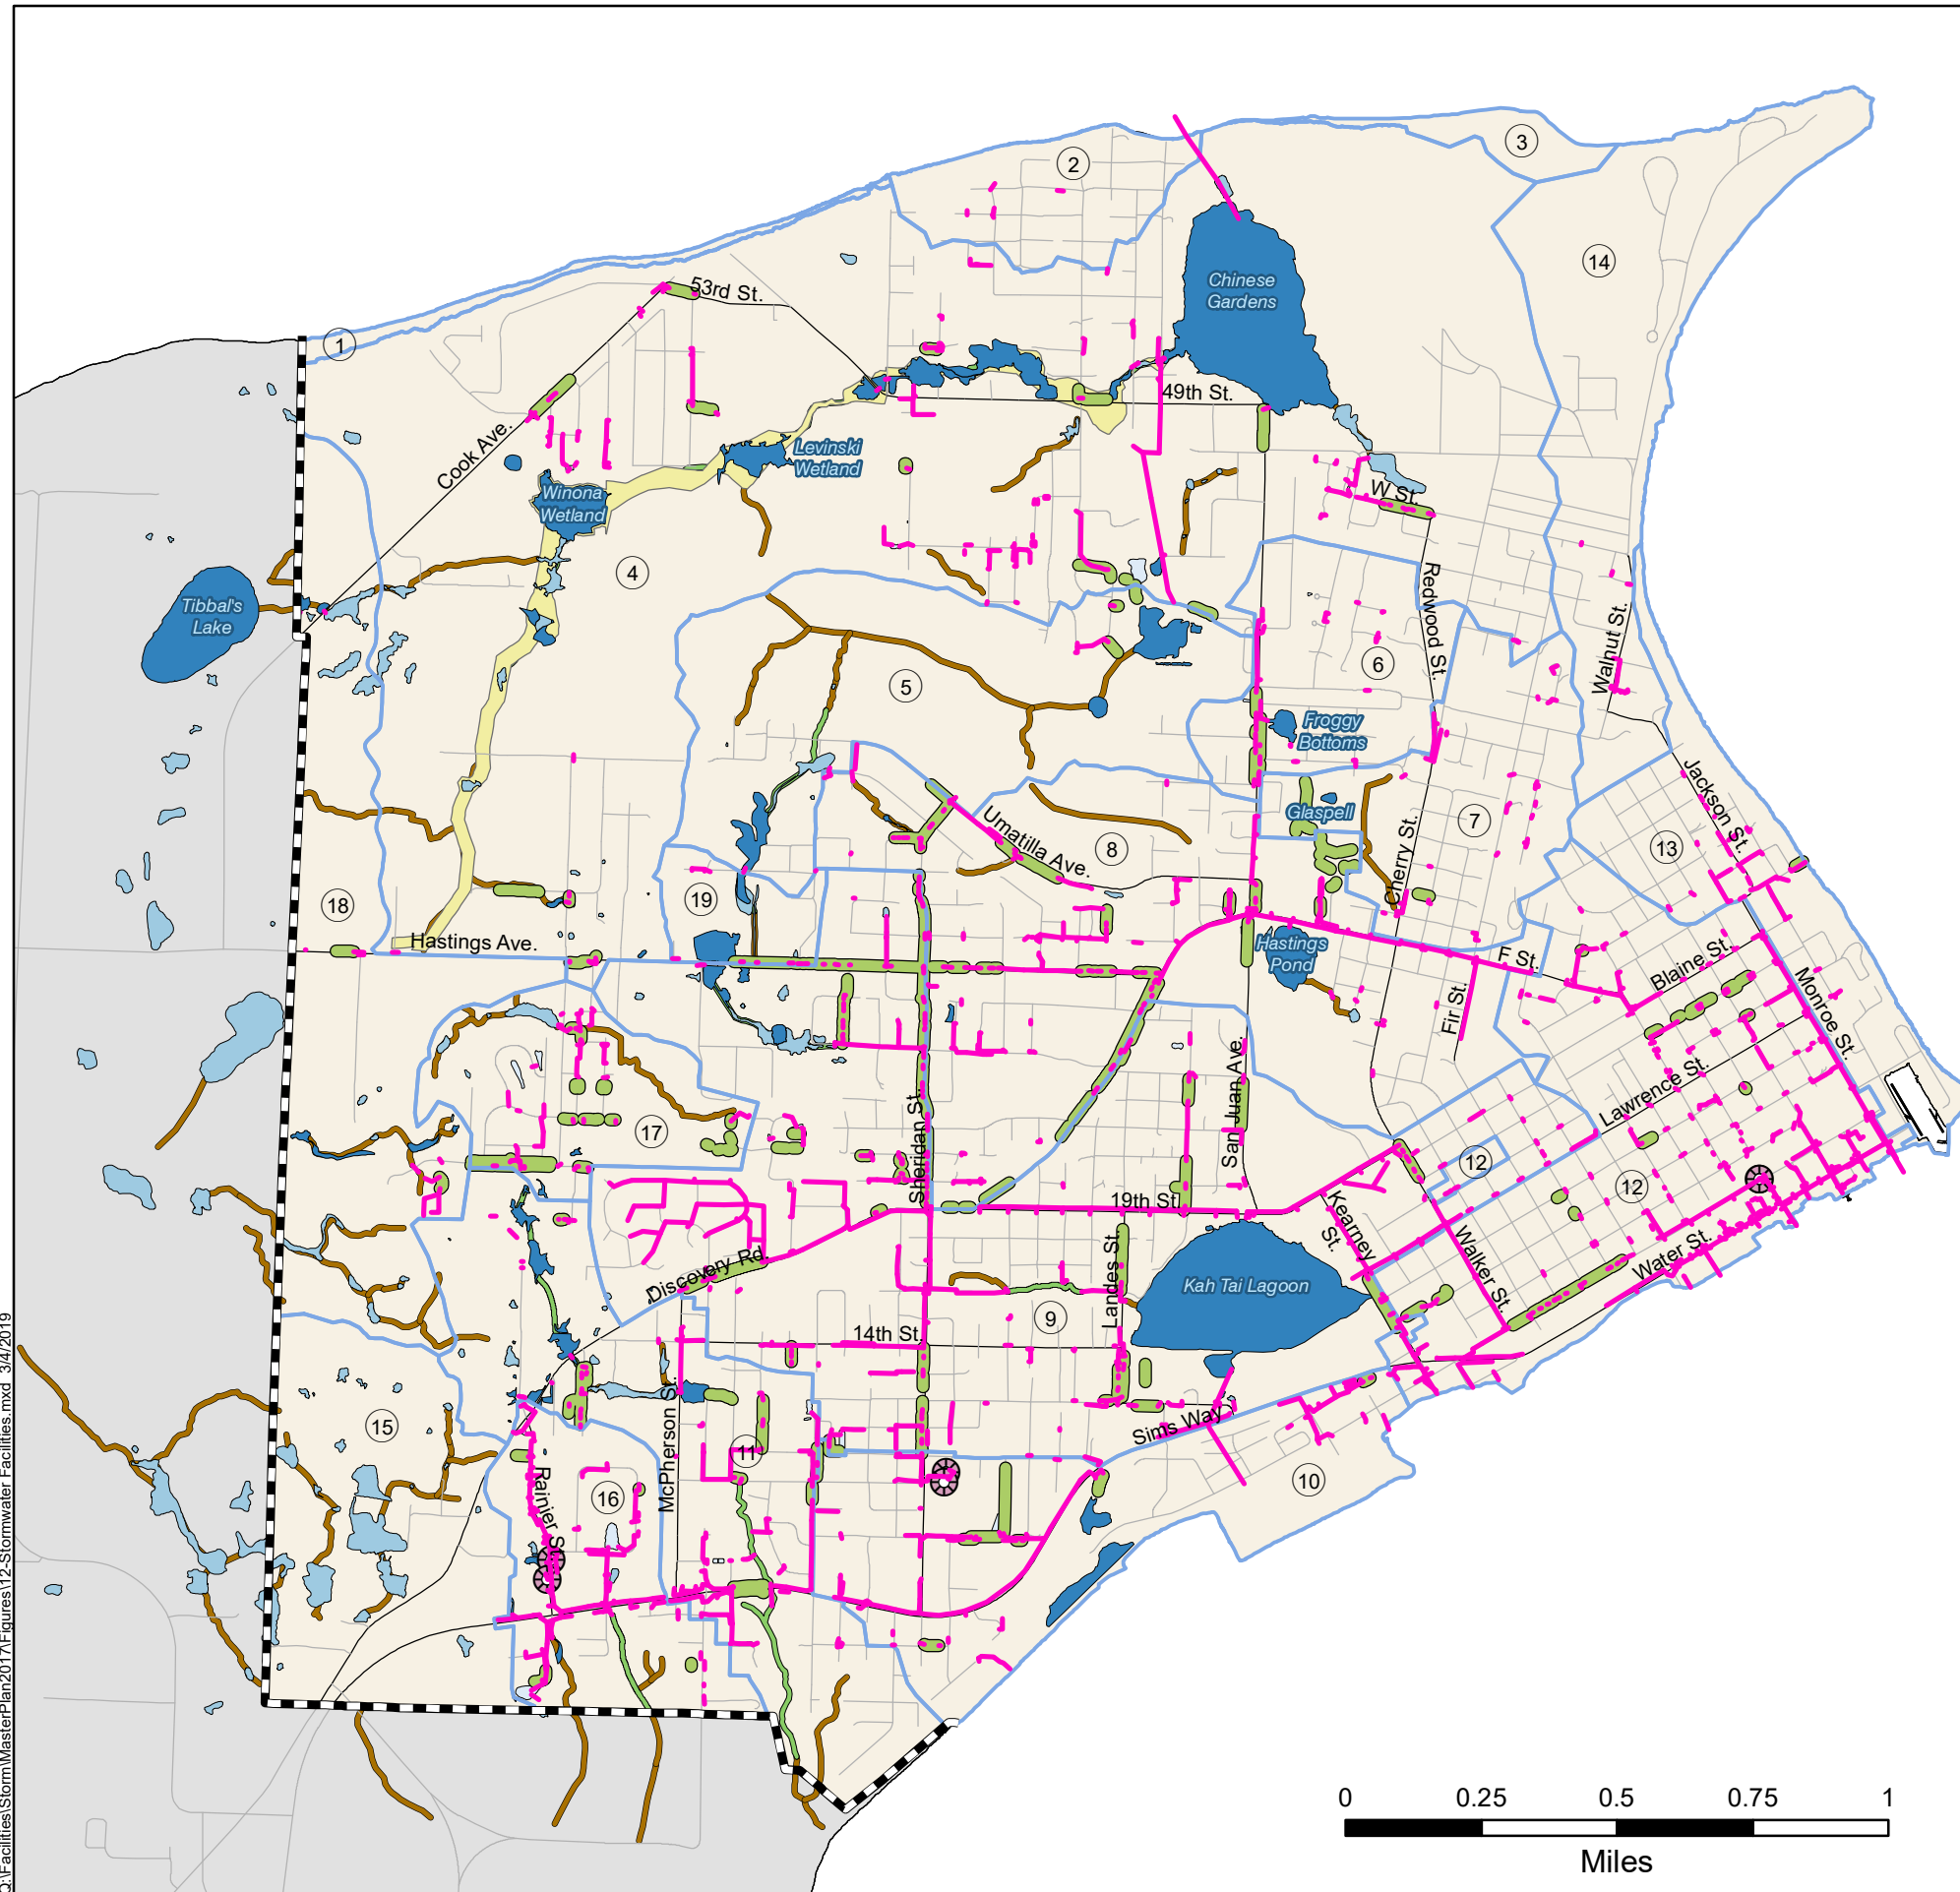 3
2
14
Chinese
Gardens
53rd St.
1
49th St.
Cook Ave.
Levinski
Wetland
Winona
Wetland
W St.
4
Tibbal's
Lake
Redwood St.
Walnut St.
6
5
Froggy
Bottoms
Jackson St.
Glaspell
Umatilla Ave.
8
Cherry St.
7
13
19
18
Hastings Ave.
Hastings
Pond
F St.
Blaine St.
Monroe St.
Fir St.
San Juan Ave.
Lawrence St.
Sheridan St.
17
12
12
19th St.
Kearney
St.
Walker St.
Water St.
Discovery Rd.
Landes St.
Kah Tai Lagoon
9
14th St.
15
McPherson St.
Sims Way
11
10
Rainier St.
16
0
0.25
0.5
0.75
1
Miles
Q:\Facilities\Storm\MasterPlan2017\Figures\12-Stormwater Facilities.mxd 3/4/2019